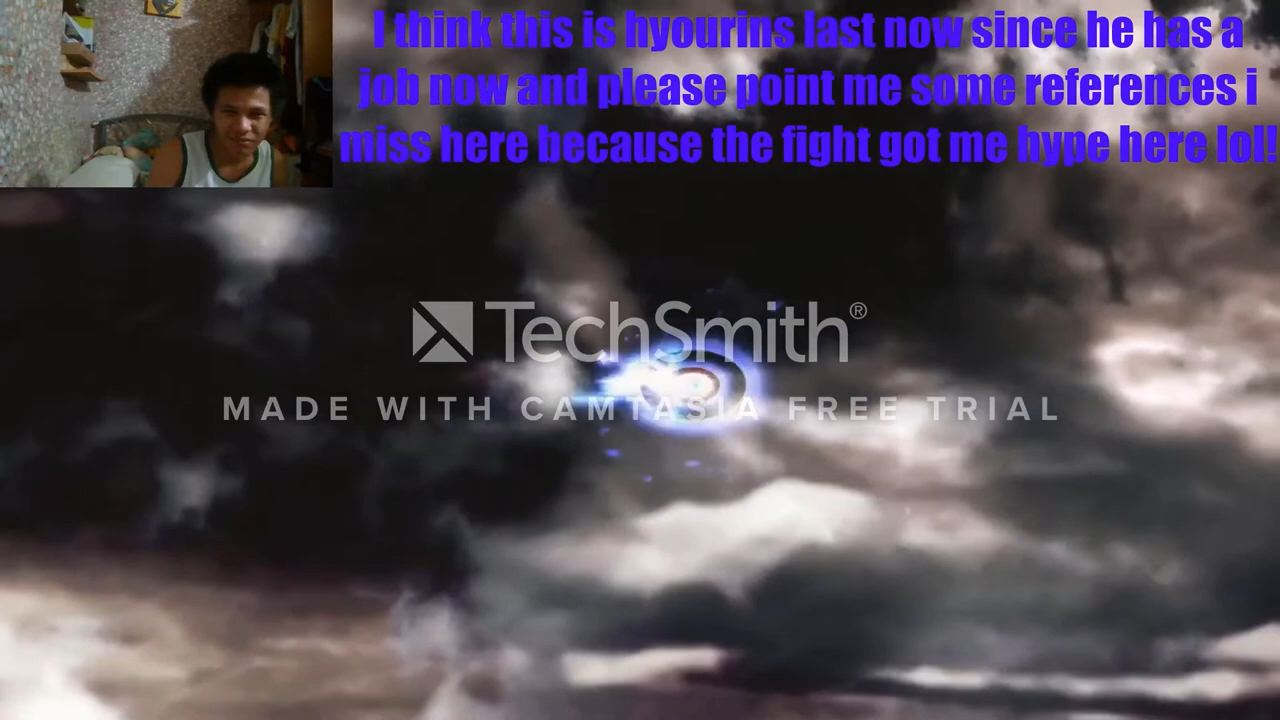 I think this is hyourins last now since he has a
job now and please point me some references i
miss here because the fight got me hype here lol!
TechSmith®
MADE WITH CAMTASIA FREE TRIAL